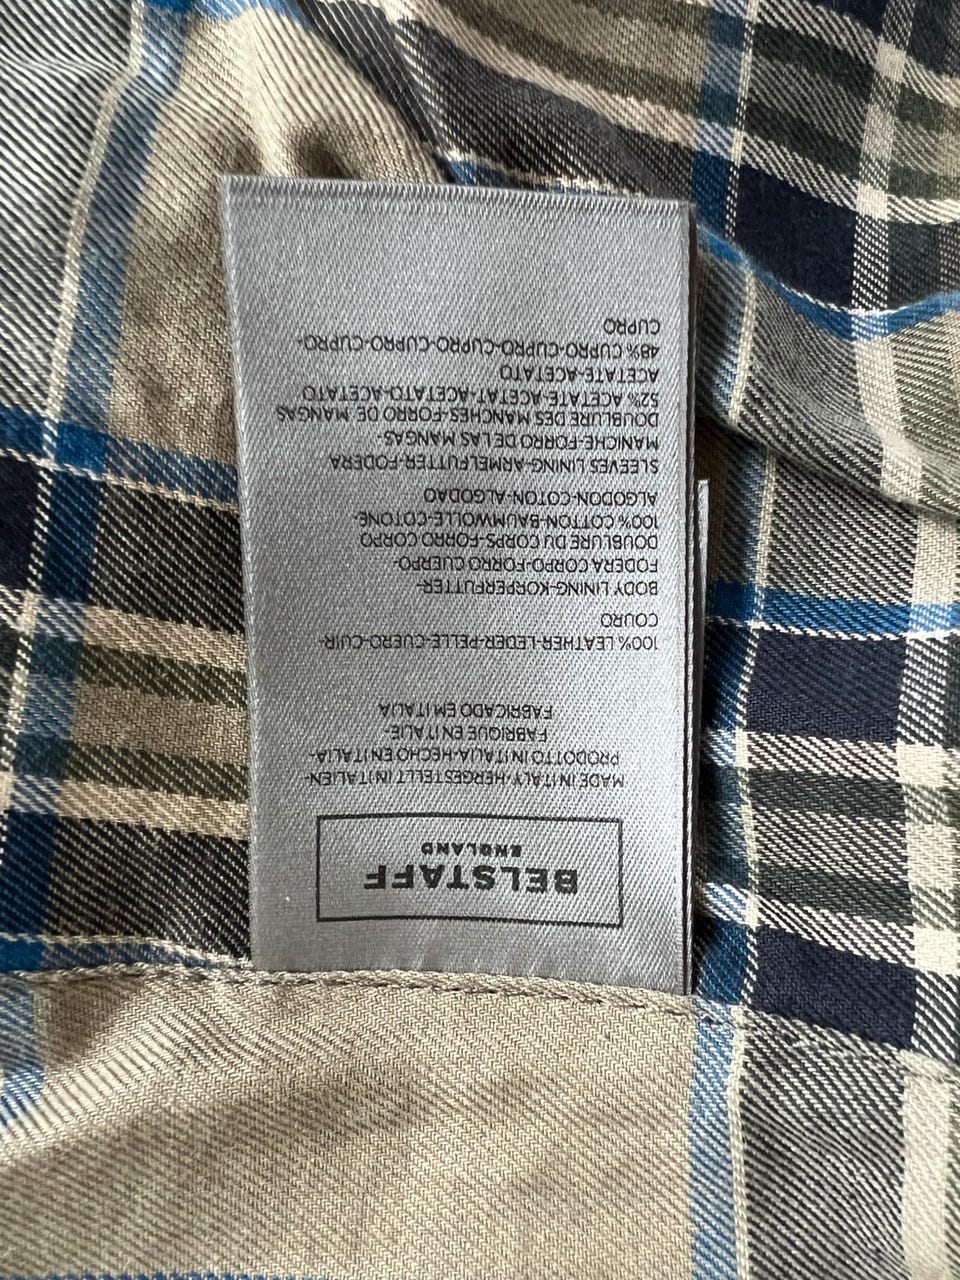 BELSTAFF
ENGLAND
MADE IN ITALY-HERGESTELLT IN ITALIEN-
PRODOTTO IN ITALIA-HECHO EN ITALIA-
FABRIQUE EN ITALIE-
FABRICADO EM ITALIA
100% LEATHER-LEDER-PELLE-CUERO-CUIR-
COURO
BODY LINING-KORPERFUTTER-
FODERA CORPO-FORRO CUERPO-
DOUBLURE DU CORPS-FORRO CORPO
100% COTTON-BAUMWOLLE-COTONE-
ALGODON-COTON-ALGODAO
SLEEVES LINING-ARMELFUTTER-FODERA
MANICHE-FORRO DE LAS MANGAS-
DOUBLURE DES MANCHES-FORRO DE MANGAS
52% ACETATE-ACETAT-ACETATO-ACETATO
ACETATE-ACETATO
48% CUPRO-CUPRO-CUPRO-CUPRO-CUPRO-
CUPRO